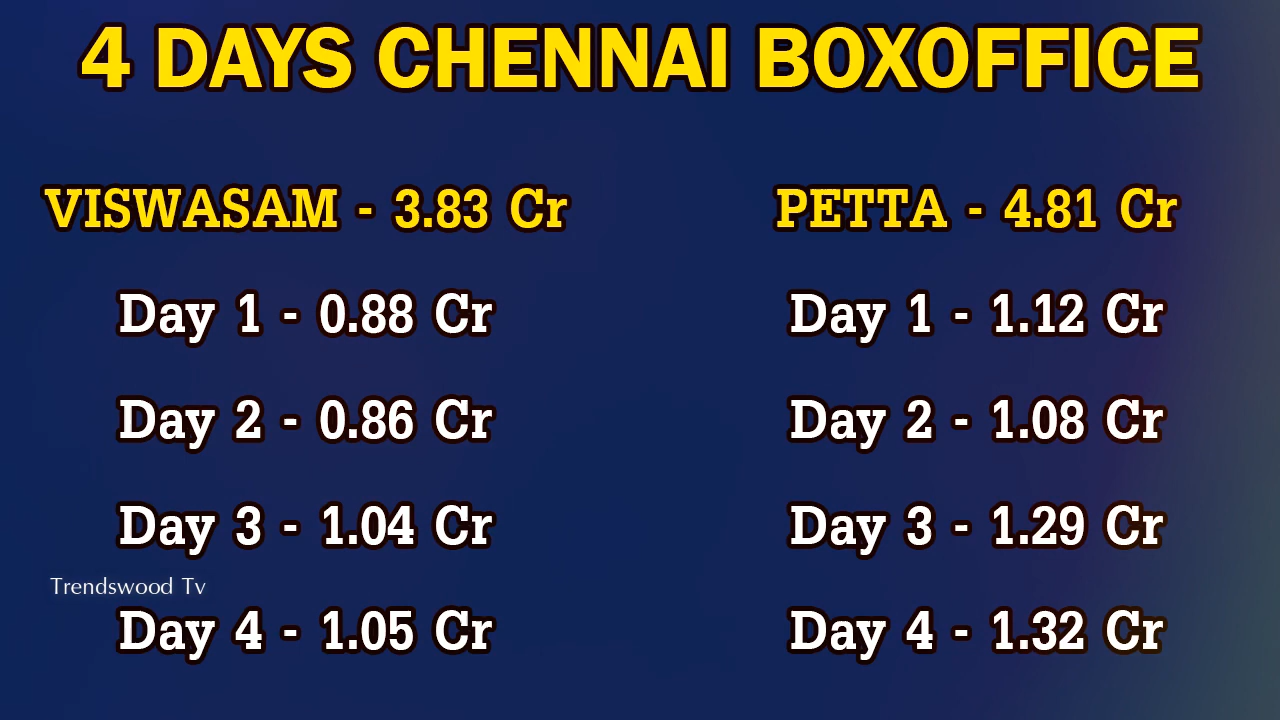 4 DAYS CHENNAI BOXOFFICE
VISWASAM - 3.83 Cr
Day 1 - 0.88 Cr
Day 2 - 0.86 Cr
Day 3 - 1.04 Cr
Trendswood Tv
Day 4 - 1.05 Cr
PETTA - 4.81 Cr
Day 1 - 1.12 Cr
Day 2 - 1.08 Cr
Day 3 - 1.29 Cr
Day 4 - 1.32 Cr